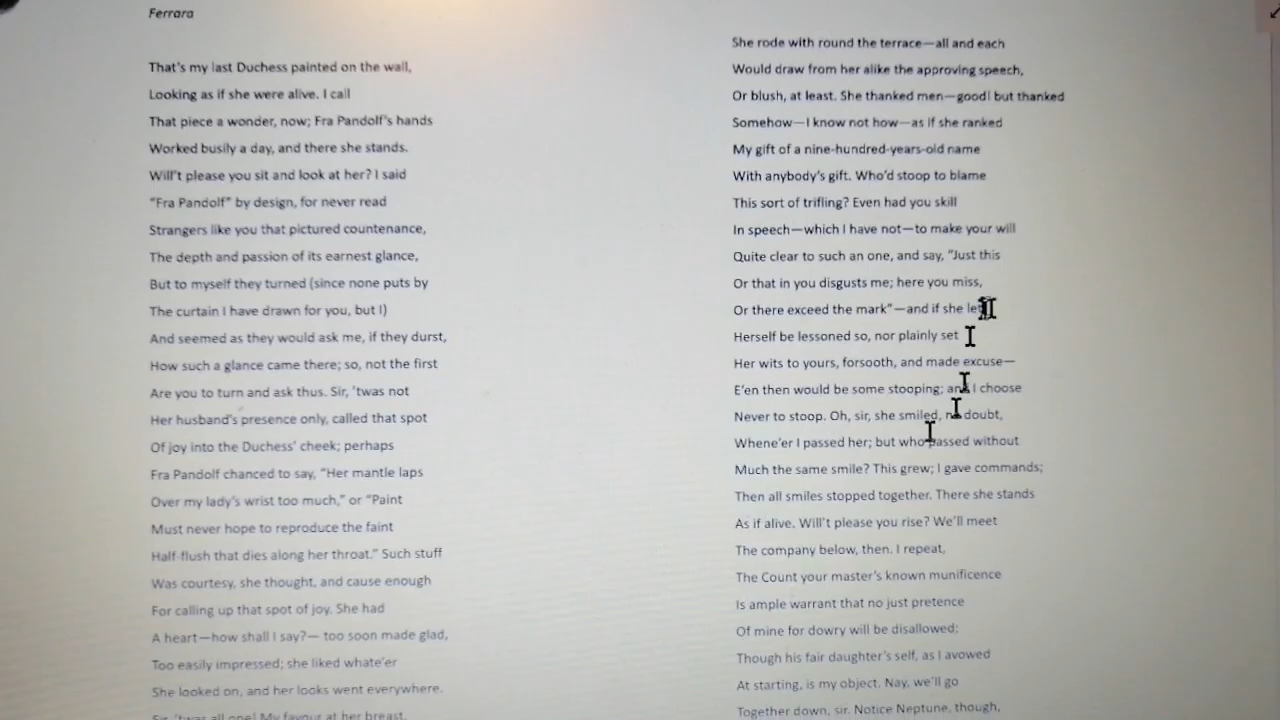 Ferrara
That's my last Duchess painted on the wall,
Looking as if she were alive. I call
That piece a wonder, now; Fra Pandolf's hands
Worked busily a day, and there she stands.
Will't please you sit and look at her? I said
“Fra Pandolf” by design, for never read
Strangers like you that pictured countenance,
The depth and passion of its earnest glance,
But to myself they turned (since none puts by
The curtain I have drawn for you, but I)
And seemed as they would ask me, if they durst,
How such a glance came there; so, not the first
Are you to turn and ask thus. Sir, 'twas not
Her husband's presence only, called that spot
Of joy into the Duchess' cheek; perhaps
Fra Pandolf chanced to say, “Her mantle laps
Over my lady's wrist too much,” or “Paint
Must never hope to reproduce the faint
Half-flush that dies along her throat.” Such stuff
Was courtesy, she thought, and cause enough
For calling up that spot of joy. She had
A heart—how shall I say?— too soon made glad,
Too easily impressed; she liked whate'er
She looked on, and her looks went everywhere.
Sir, 'twas all one! My favour at her breast,
She rode with round the terrace—all and each
Would draw from her alike the approving speech,
Or blush, at least. She thanked men—good! but thanked
Somehow—I know not how—as if she ranked
My gift of a nine-hundred-years-old name
With anybody's gift. Who'd stoop to blame
This sort of trifling? Even had you skill
In speech—which I have not—to make your will
Quite clear to such an one, and say, “Just this
Or that in you disgusts me; here you miss,
Or there exceed the mark”—and if she let
Herself be lessoned so, nor plainly set
Her wits to yours, forsooth, and made excuse—
E'en then would be some stooping; and I choose
Never to stoop. Oh, sir, she smiled, no doubt,
Whene'er I passed her; but who passed without
Much the same smile? This grew; I gave commands;
Then all smiles stopped together. There she stands
As if alive. Will't please you rise? We'll meet
The company below, then. I repeat,
The Count your master's known munificence
Is ample warrant that no just pretence
Of mine for dowry will be disallowed;
Though his fair daughter's self, as I avowed
At starting, is my object. Nay, we'll go
Together down, sir. Notice Neptune, though,